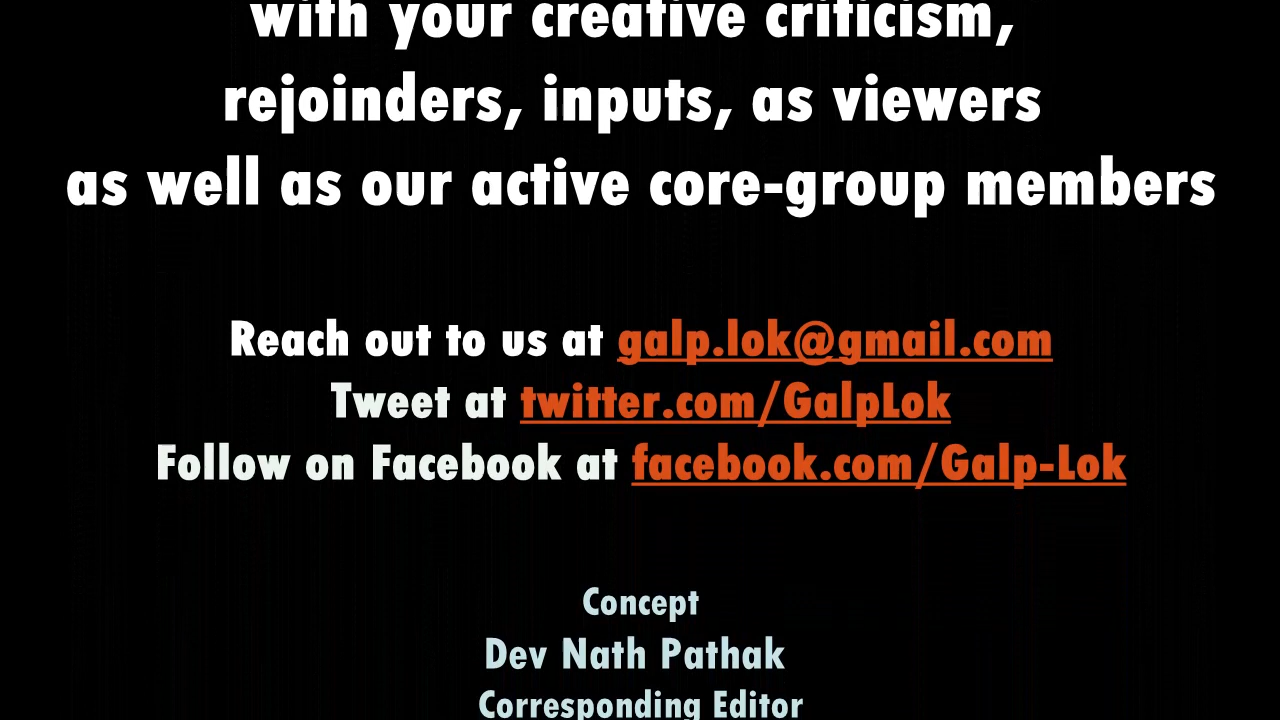 with your creative criticism,
rejoinders, inputs, as viewers
as well as our active core-group members
Reach out to us at galp.lok@gmail.com
Tweet at twitter.com/GalpLok
Follow on Facebook at facebook.com/Galp-Lok
Concept
Dev Nath Pathak
Corresponding Editor